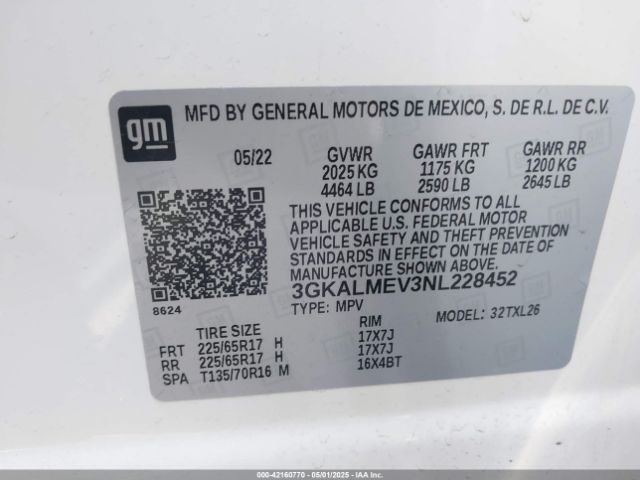 gm
MFD BY GENERAL MOTORS DE MEXICO, S. DE R.L. DE C.V.
05/22 GVWR GAWR FRT GAWR RR
2025 KG 1175 KG 1200 KG
4464 LB 2590 LB 2645 LB
THIS VEHICLE CONFORMS TO ALL
APPLICABLE U.S. FEDERAL MOTOR
VEHICLE SAFETY AND THEFT PREVENTION
STANDARDS IN EFFECT ON THE DATE OF
MANUFACTURE SHOWN ABOVE.
3GKALMEV3NL228452
8624
TYPE: MPV MODEL: 32TXL26
TIRE SIZE RIM
FRT 225/65R17 H 17X7J
RR 225/65R17 H 17X7J
SPA T135/70R16 M 16X4BT
000-42160770 - 05/01/2025 - IAAI.COM